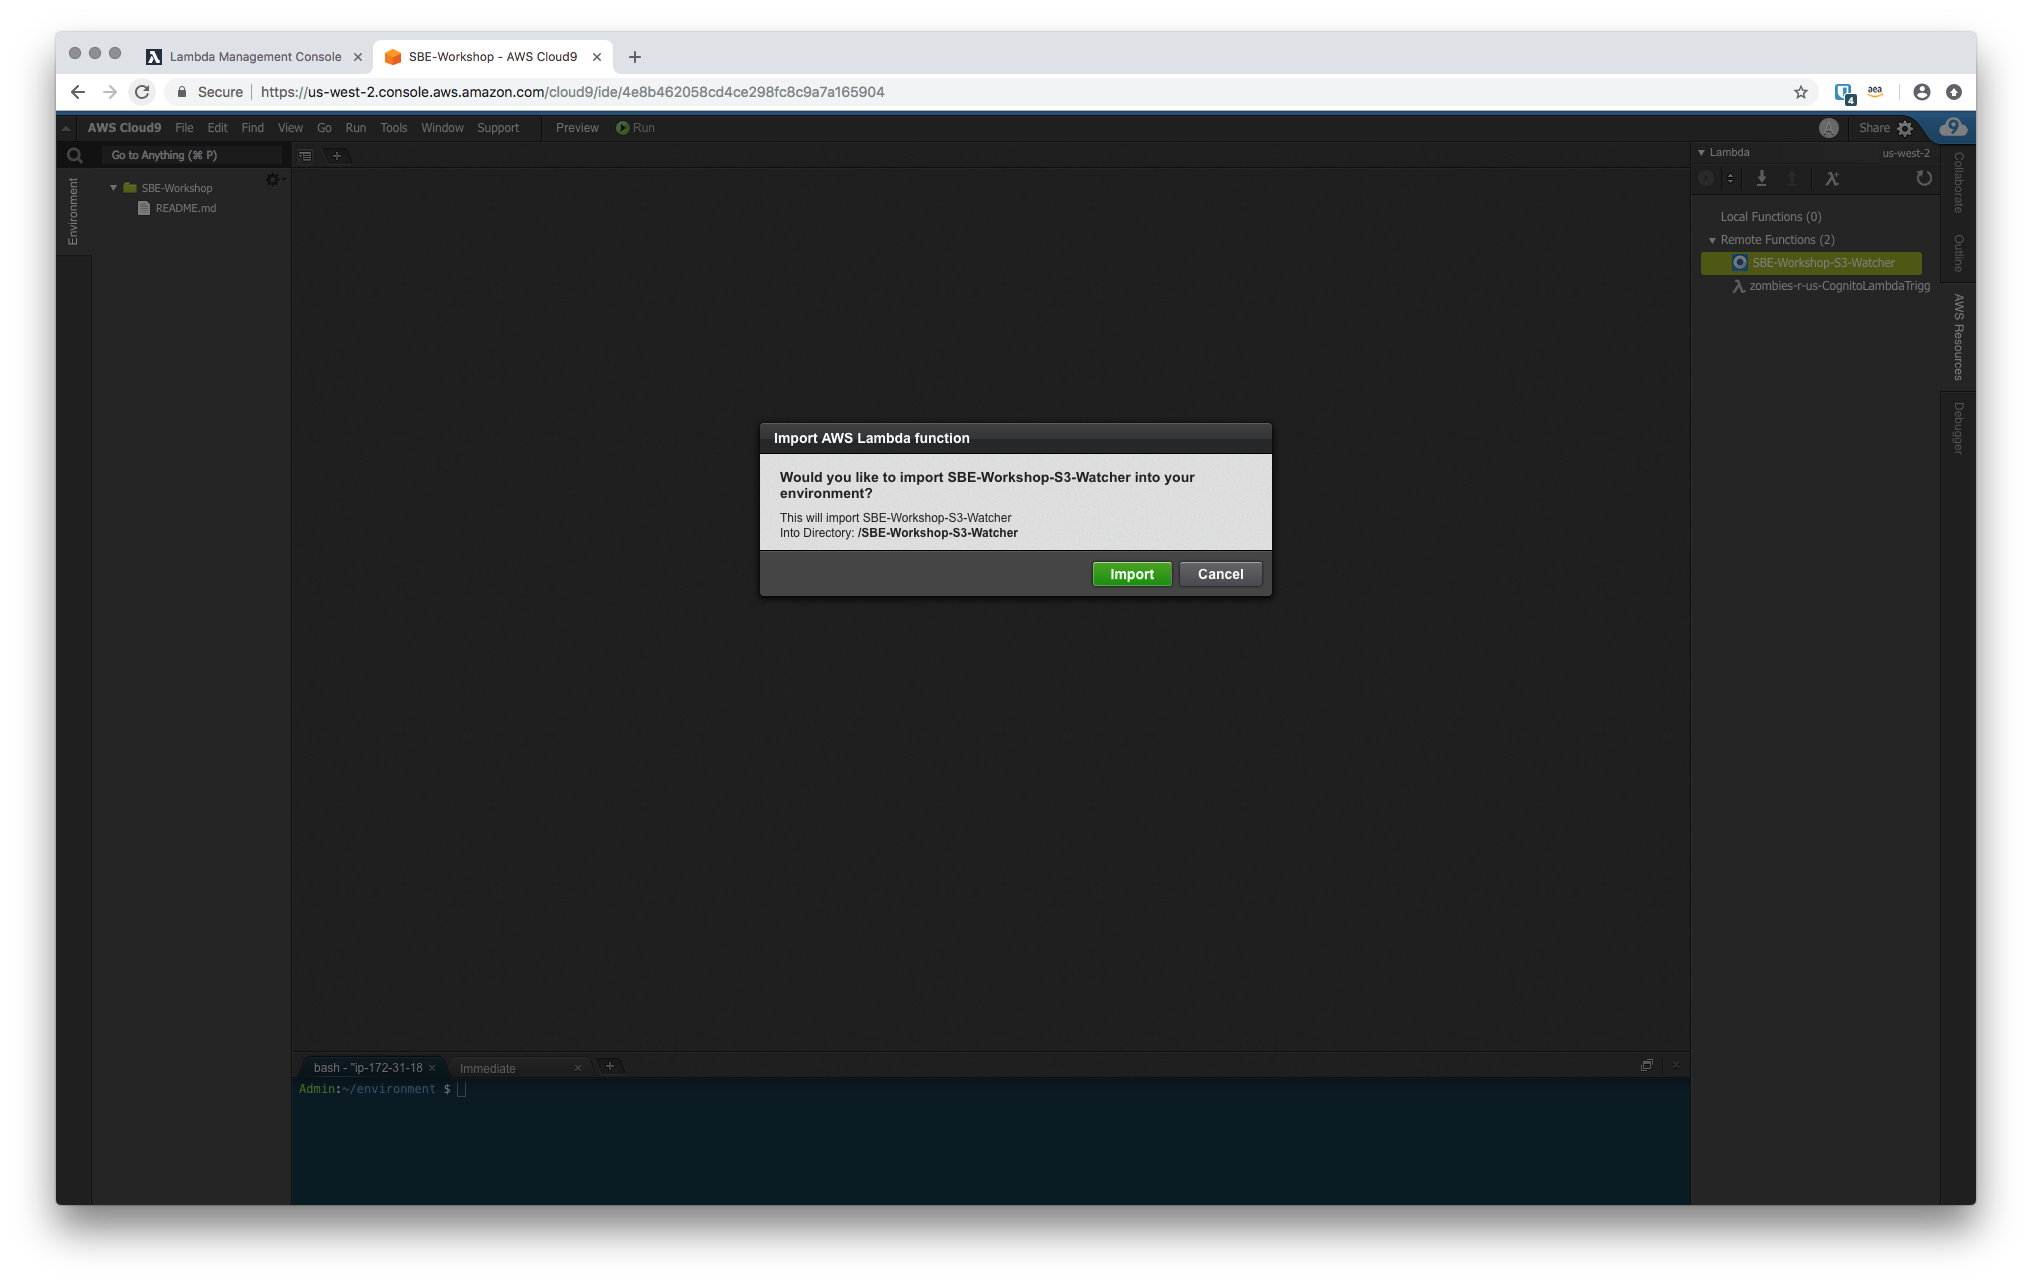 Lambda Management Console
SBE-Workshop - AWS Cloud9
Secure
https://us-west-2.console.aws.amazon.com/cloud9/ide/4e8b462058cd4ce298fc8c9a7a165904
4
aea
AWS Cloud9 File Edit Find View Go Run Tools Window Support Preview Run
A
Share
9
Go to Anything (⌘ P)
Environment
SBE-Workshop
README.md
Lambda
us-west-2
Local Functions (0)
Remote Functions (2)
SBE-Workshop-S3-Watcher
zombies-r-us-CognitoLambdaTrigg
Collaborate
Outline
AWS Resources
Debugger
Import AWS Lambda function
Would you like to import SBE-Workshop-S3-Watcher into your
environment?
This will import SBE-Workshop-S3-Watcher
Into Directory: /SBE-Workshop-S3-Watcher
Import
Cancel
bash - "ip-172-31-18
Immediate
Admin:~/environment $